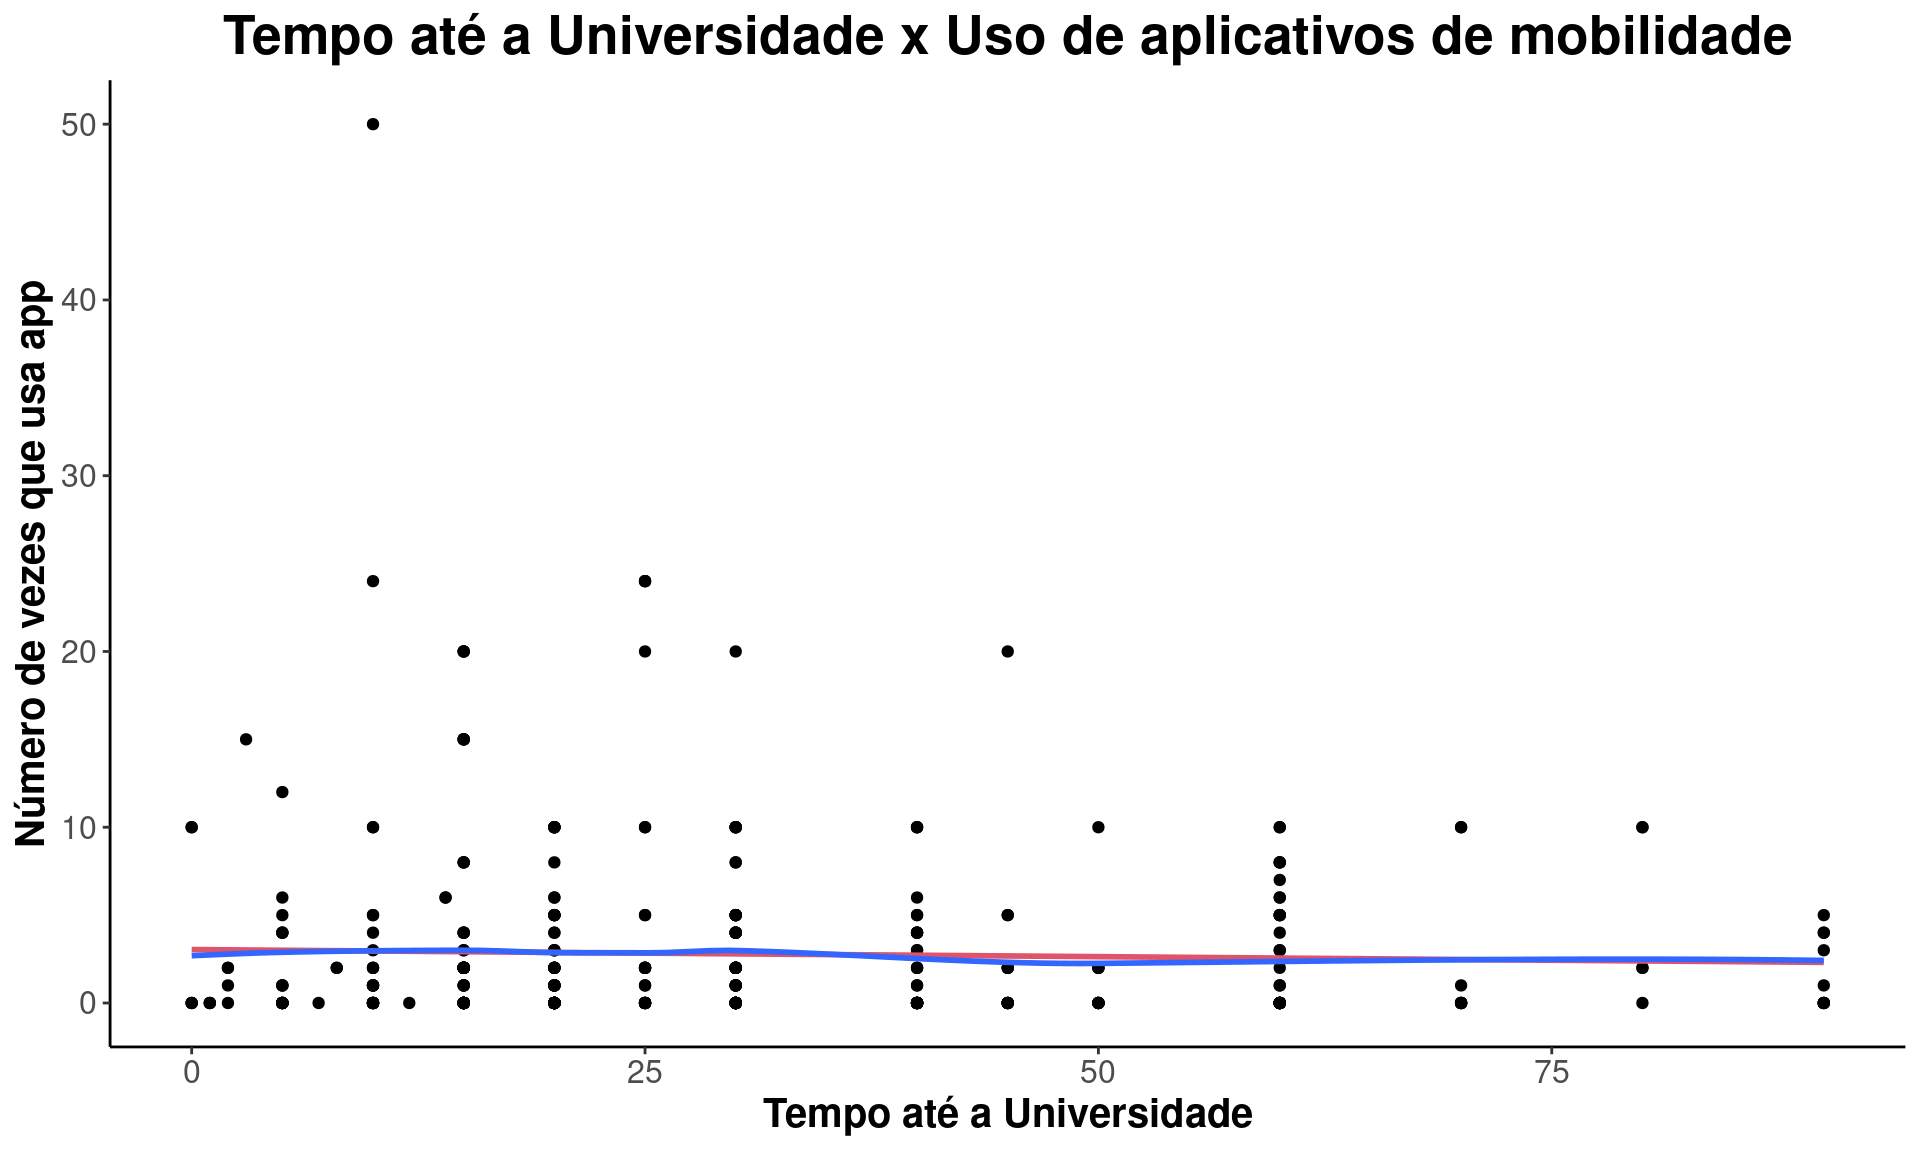 Tempo até a Universidade x Uso de aplicativos de mobilidade
Número de vezes que usa app
50
40
30
20
10
0
0 25 50 75
Tempo até a Universidade